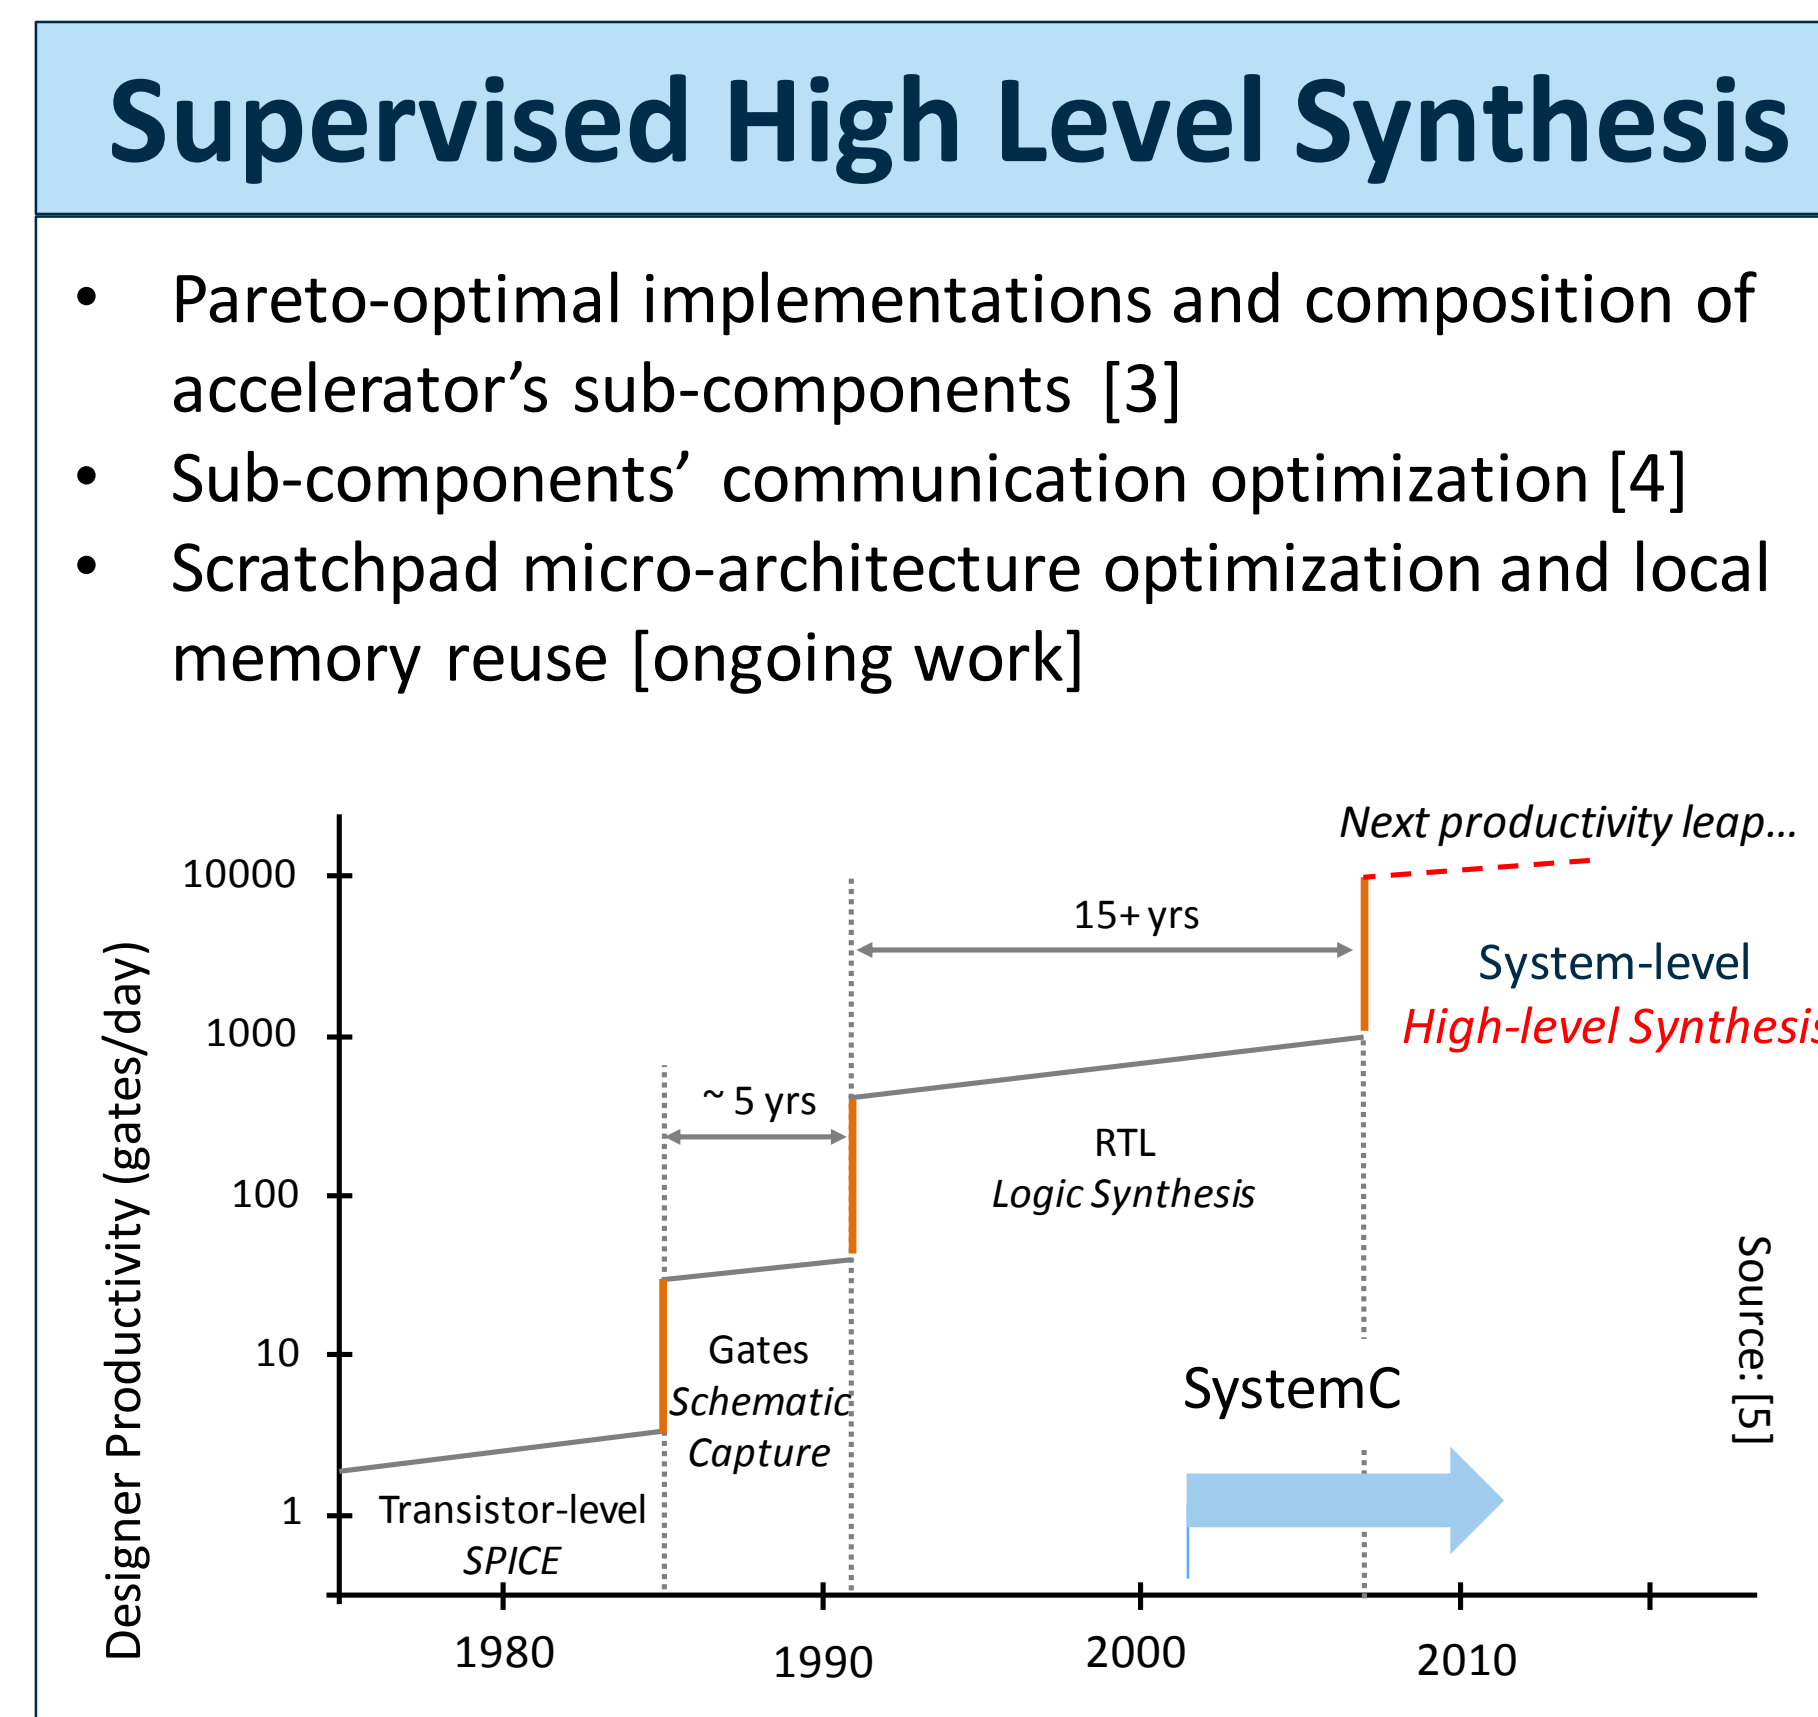 Supervised High Level Synthesis
• Pareto-optimal implementations and composition of
accelerator’s sub-components [3]
• Sub-components’ communication optimization [4]
• Scratchpad micro-architecture optimization and local
memory reuse [ongoing work]
Next productivity leap...
10000
15+ yrs
System-level
High-level Synthesis
1000
~ 5 yrs
RTL
Logic Synthesis
100
Gates
Schematic
Capture
10
SystemC
Transistor-level
SPICE
1
Designer Productivity (gates/day)
Source: [5]
1980
1990
2000
2010